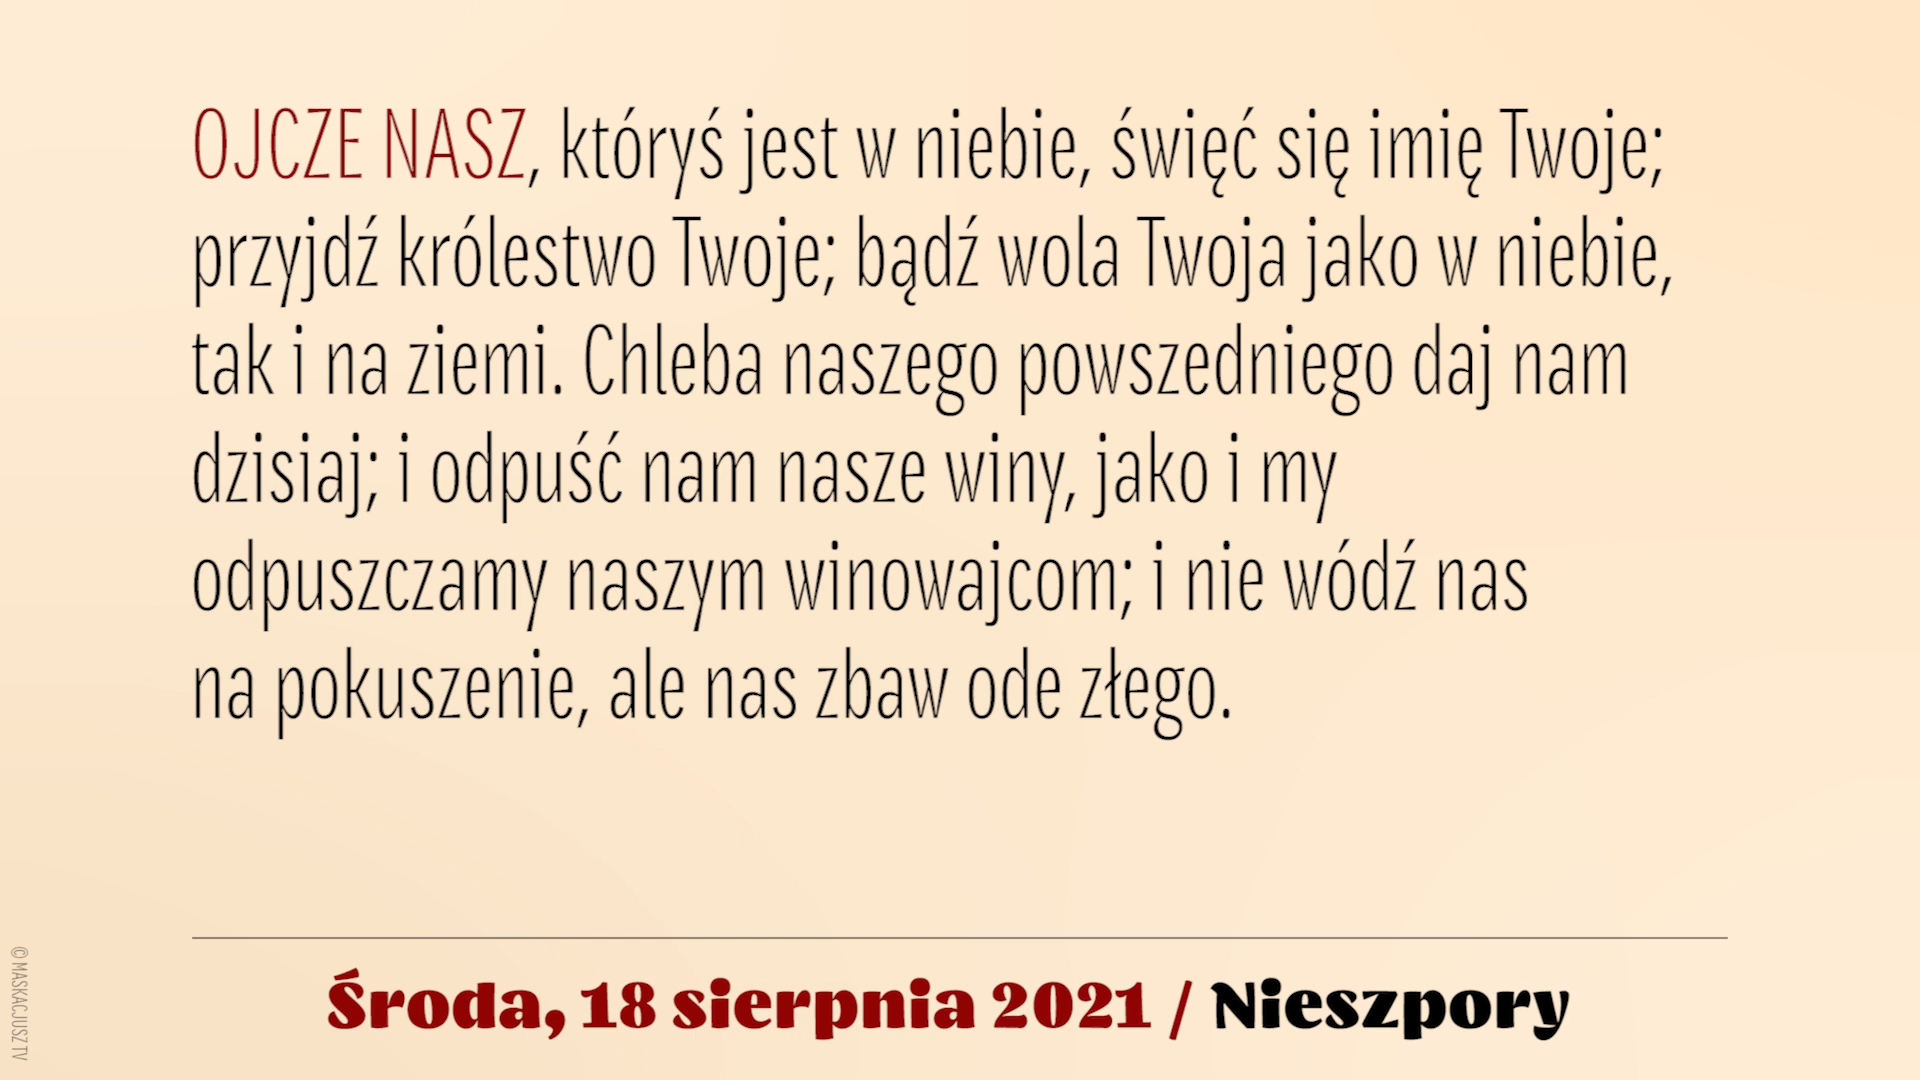 OJCZE NASZ, któryś jest w niebie, święć się imię Twoje;
przyjdź królestwo Twoje; bądź wola Twoja jako w niebie,
tak i na ziemi. Chleba naszego powszedniego daj nam
dzisiaj; i odpuść nam nasze winy, jako i my
odpuszczamy naszym winowajcom; i nie wódź nas
na pokuszenie, ale nas zbaw ode złego.
Środa, 18 sierpnia 2021 / Nieszpory
© MASKACJUSZ TV